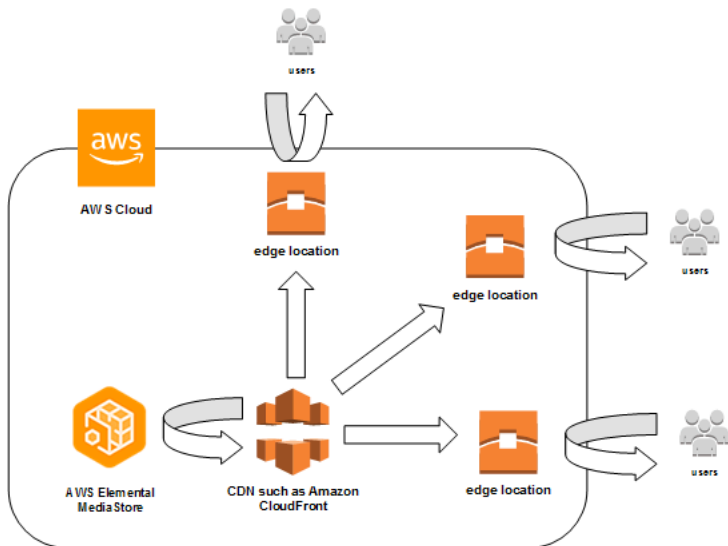 users
aws
AWS Cloud
edge location
edge location
users
AWS Elemental
MediaStore
CDN such as Amazon
CloudFront
edge location
users